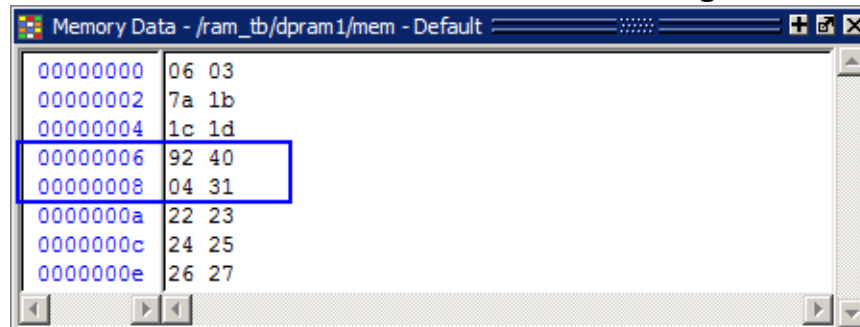 Memory Data - /ram_tb/dpram1/mem - Default
00000000 06 03
00000002 7a 1b
00000004 1c 1d
00000006 92 40
00000008 04 31
0000000a 22 23
0000000c 24 25
0000000e 26 27